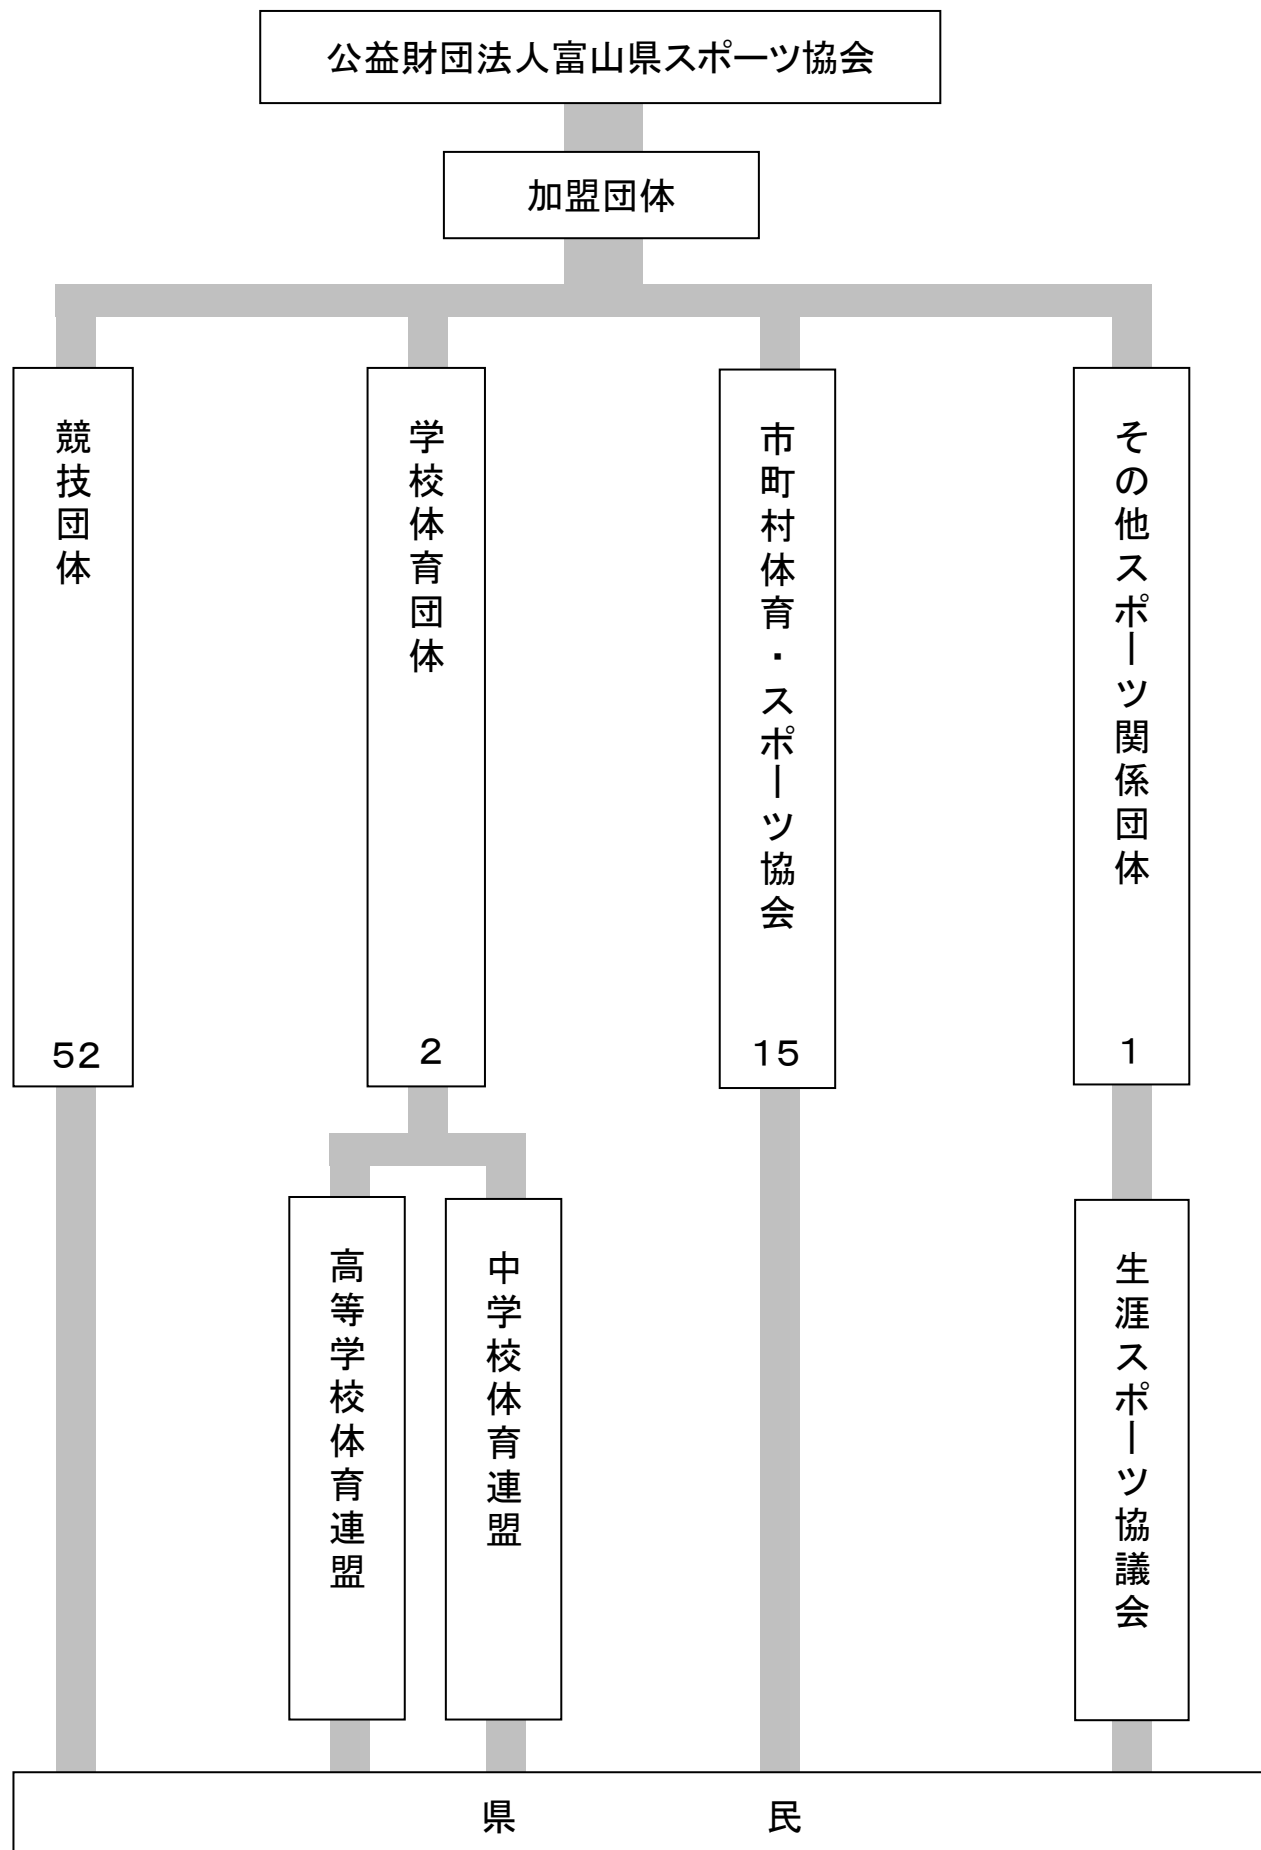 公益財団法人富山県スポーツ協会
加盟団体
競技団体
52
学校体育団体
2
市町村体育・スポーツ協会
15
その他スポーツ関係団体
1
高等学校体育連盟
中学校体育連盟
生涯スポーツ協議会
県　民